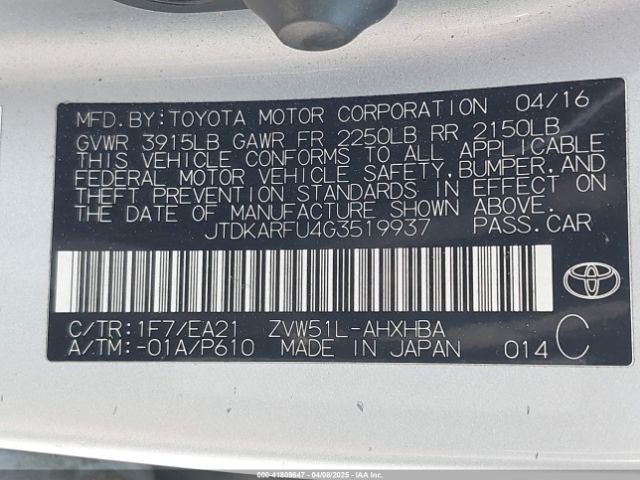 MFD.BY:TOYOTA MOTOR CORPORATION 04/16
GVWR 3915LB GAWR FR 2250LB RR 2150LB
THIS VEHICLE CONFORMS TO ALL APPLICABLE
FEDERAL MOTOR VEHICLE SAFETY,BUMPER,AND
THEFT PREVENTION STANDARDS IN EFFECT ON
THE DATE OF MANUFACTURE SHOWN ABOVE.
JTDKARFU4G3519937 PASS.CAR
C/TR:1F7/EA21 ZVW51L-AHXHBA
A/TM:-01A/P610 MADE IN JAPAN 014 C
000-41809647 - 04/08/2025 - IAA Inc.